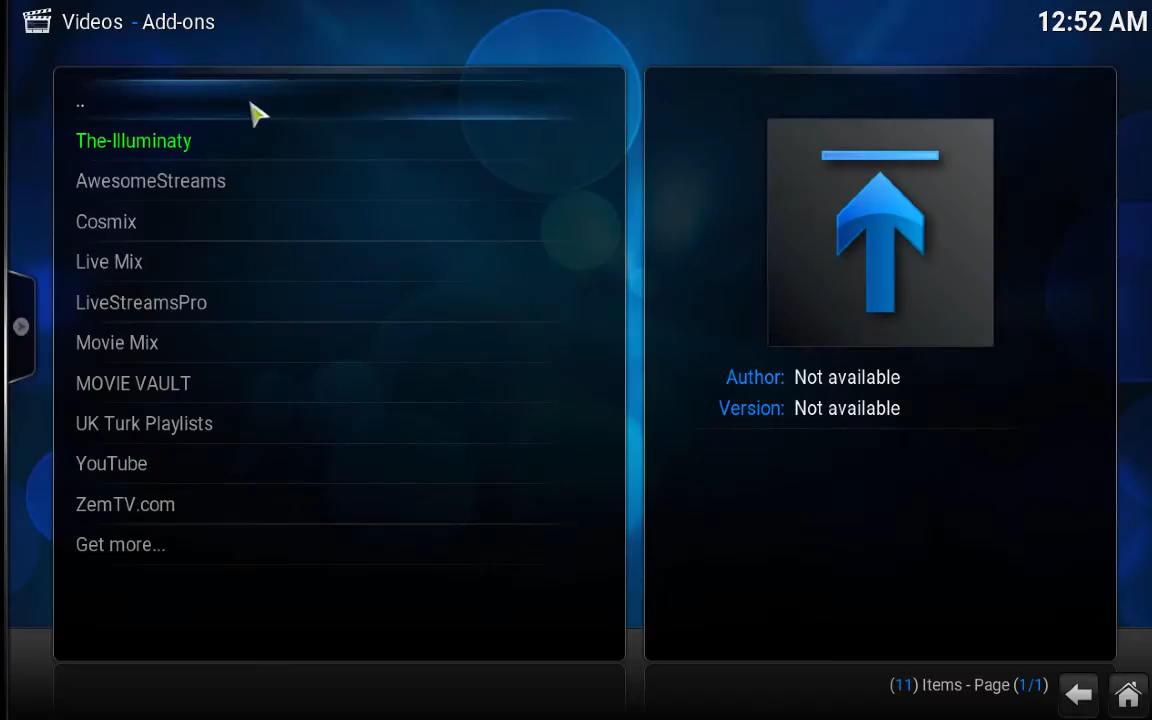 Videos - Add-ons
12:52 AM
..
The-Illuminaty
AwesomeStreams
Cosmix
Live Mix
LiveStreamsPro
Movie Mix
MOVIE VAULT
UK Turk Playlists
YouTube
ZemTV.com
Get more...
Author: Not available
Version: Not available
(11) Items - Page (1/1)